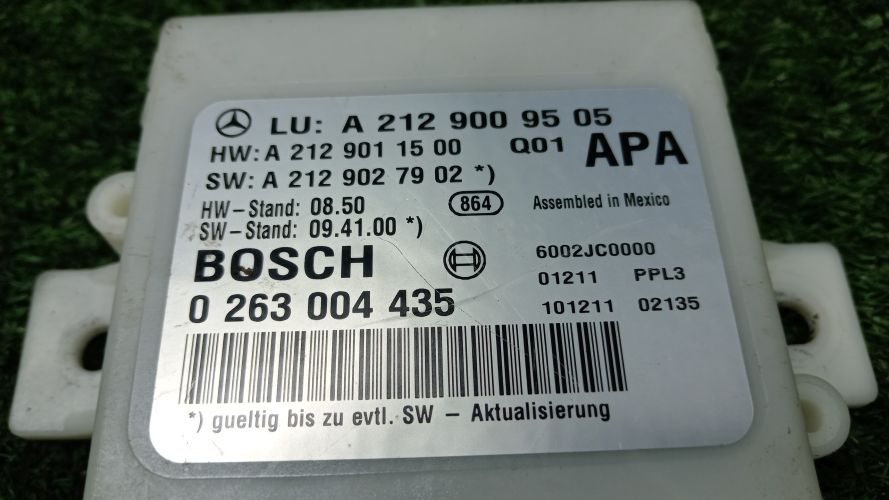 LU: A 212 900 95 05
HW: A 212 901 15 00 Q01 APA
SW: A 212 902 79 02 *)
HW-Stand: 08.50 864 Assembled in Mexico
SW-Stand: 09.41.00 *)
BOSCH 6002JC0000
01211 PPL3
0 263 004 435 101211 02135
*) gueltig bis zu evtl. SW - Aktualisierung